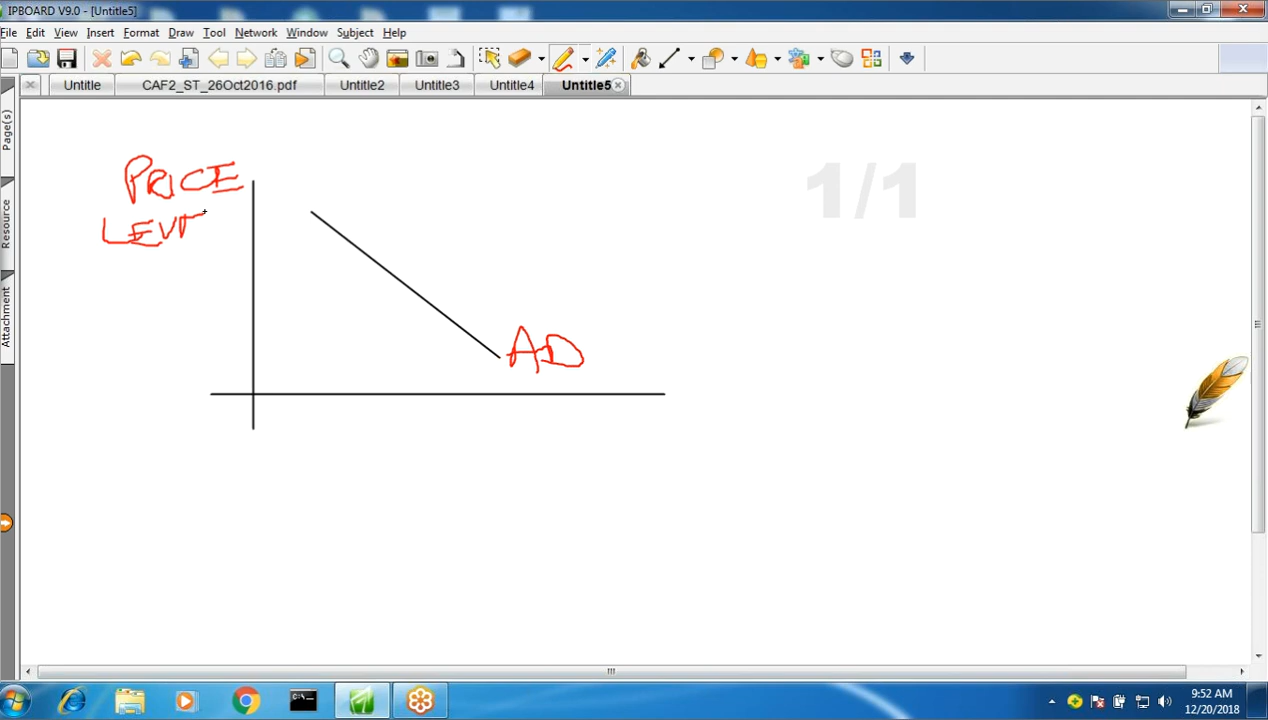 IPBOARD V9.0 - [Untitle5]
File Edit View Insert Format Draw Tool Network Window Subject Help
Untitle CAF2_ST_26Oct2016.pdf Untitle2 Untitle3 Untitle4 Untitle5
Page(s)
Resource
Attachment
1/1
PRICE
AD
9:52 AM
12/20/2018